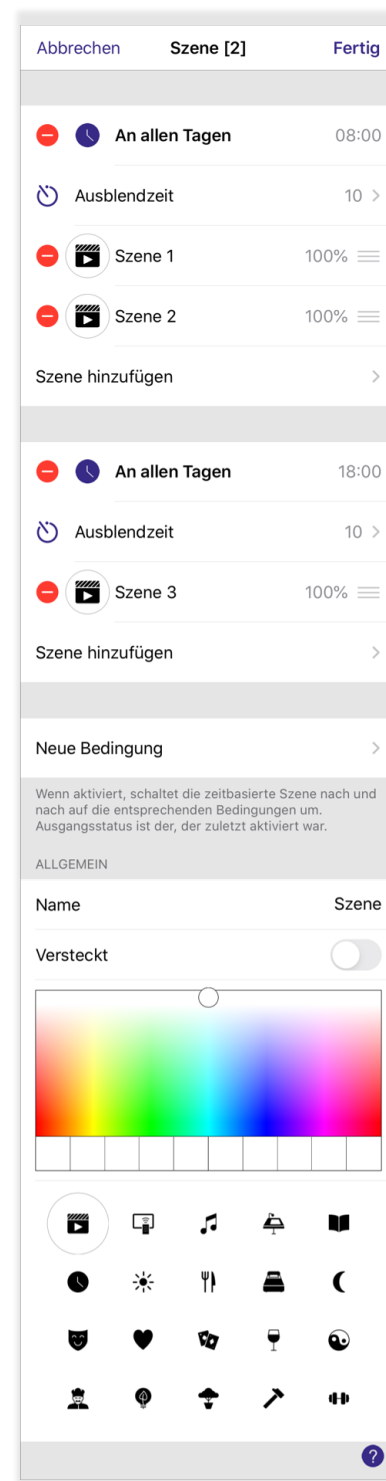 Abbrechen Szene [2] Fertig
An allen Tagen 08:00
Ausblendzeit 10
Szene 1 100%
Szene 2 100%
Szene hinzufügen
An allen Tagen 18:00
Ausblendzeit 10
Szene 3 100%
Szene hinzufügen
Neue Bedingung
Wenn aktiviert, schaltet die zeitbasierte Szene nach und
nach auf die entsprechenden Bedingungen um.
Ausgangsstatus ist der, der zuletzt aktiviert war.
ALLGEMEIN
Name Szene
Versteckt
?